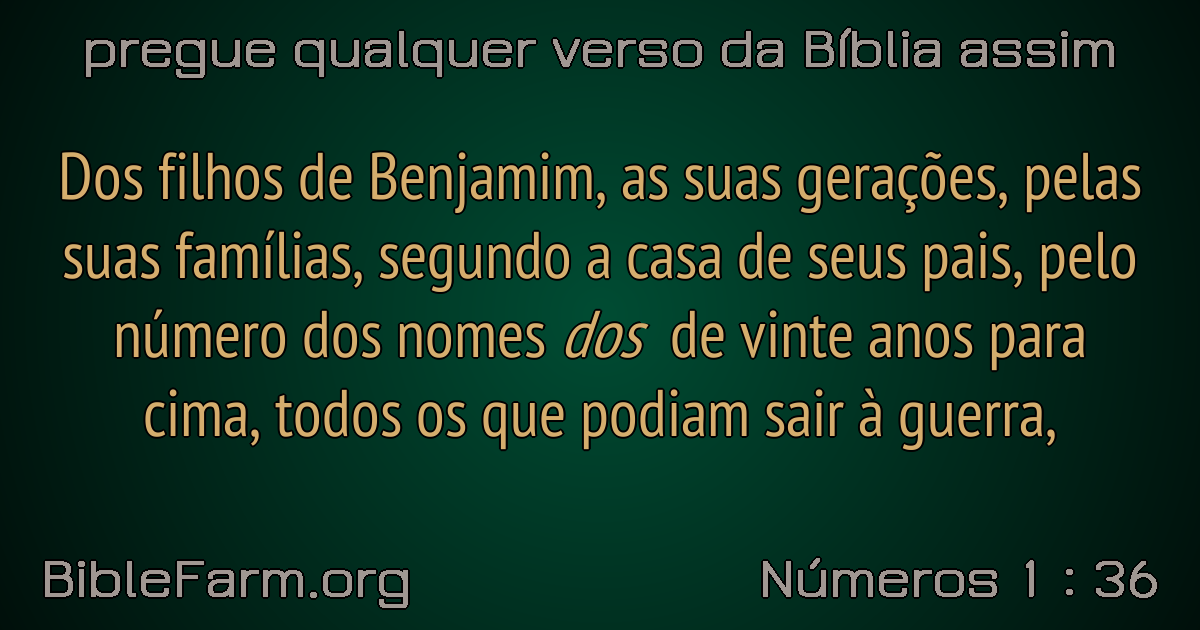 pregue qualquer verso da Bíblia assim
Dos filhos de Benjamim, as suas gerações, pelas
suas famílias, segundo a casa de seus pais, pelo
número dos nomes dos de vinte anos para
cima, todos os que podiam sair à guerra,
BibleFarm.org
Números 1 : 36